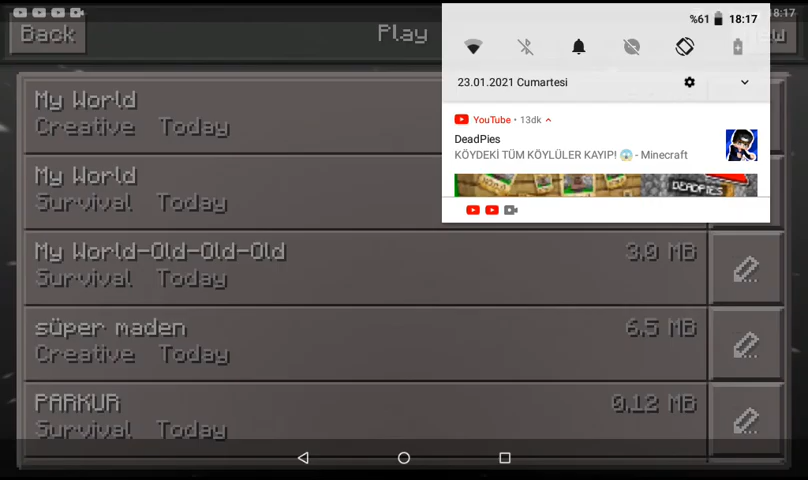 18:17
Back
Play
%61 18:17
23.01.2021 Cumartesi
YouTube • 13dk
DeadPies
KÖYDEKİ TÜM KÖYLÜLER KAYIP! 😱 - Minecraft
DEADPIES
My World
Creative Today
My World
Survival Today
My World-Old-Old-Old 3.0 MB
Survival Today
süper maden 6.5 MB
Creative Today
PARKUR 0.12 MB
Survival Today